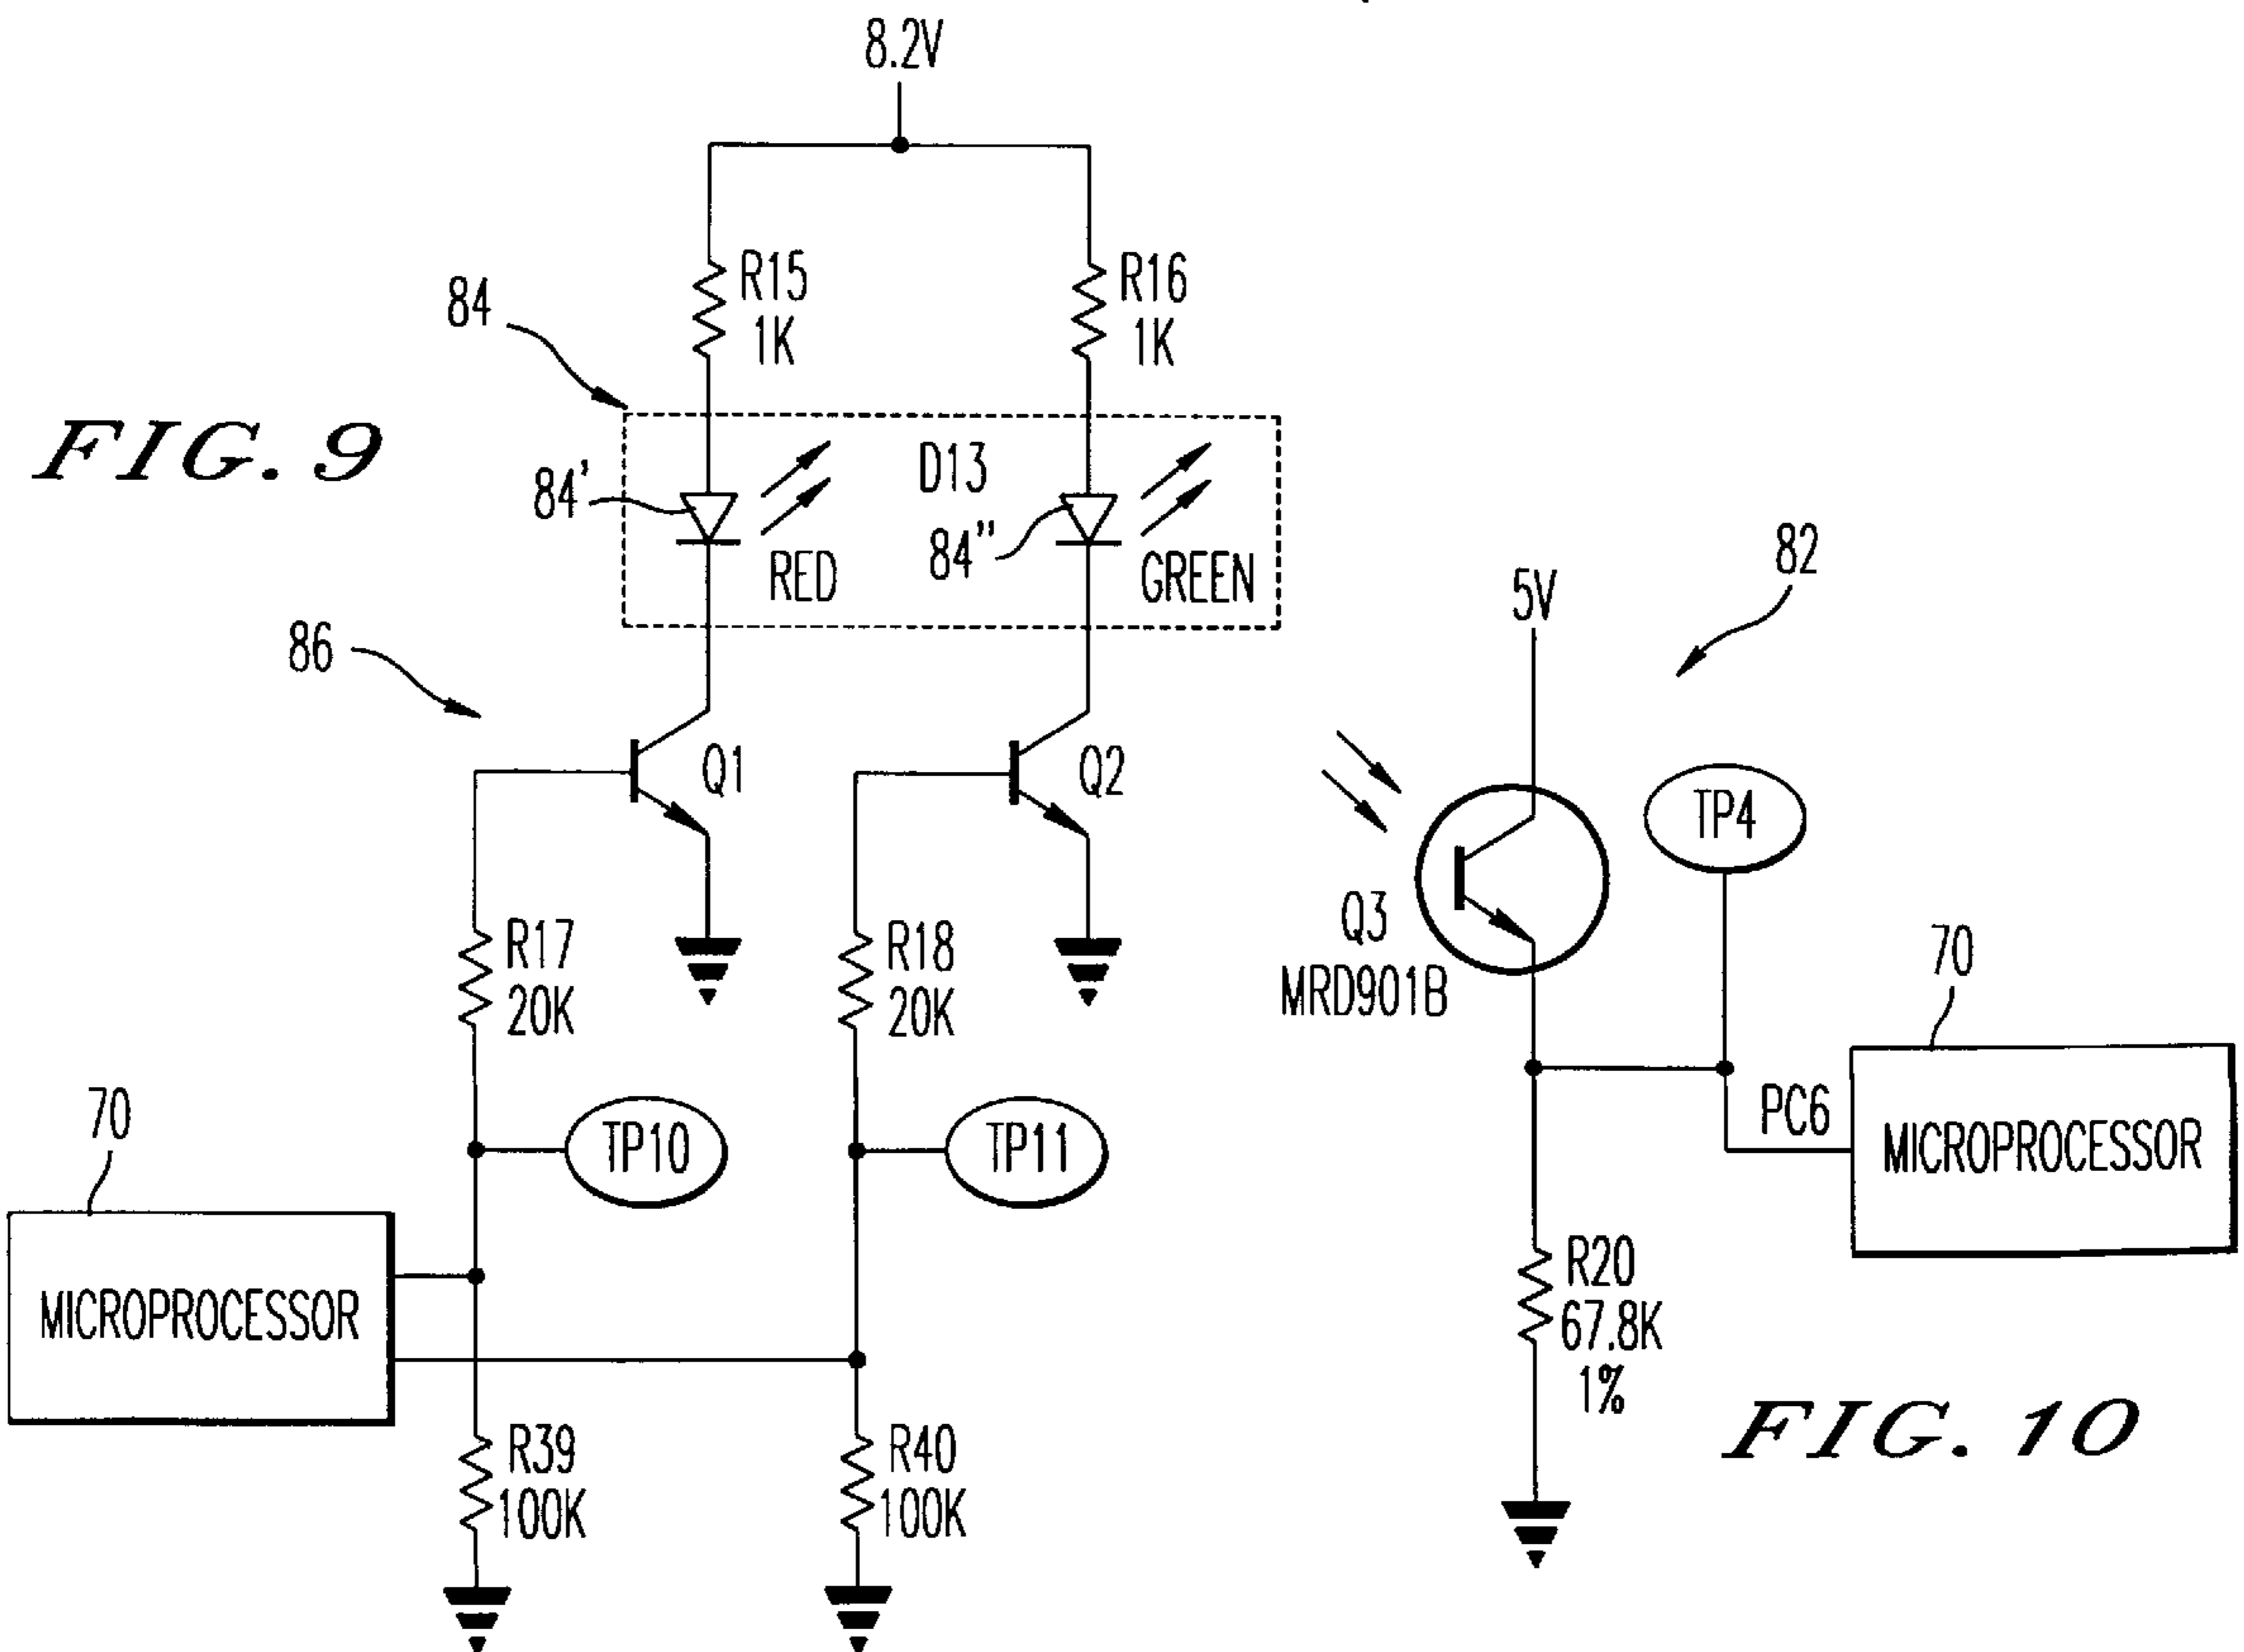 8.2V
R15
1K
R16
1K
84
FIG. 9
84'
D13
84"
RED
GREEN
86
Q1
Q2
R17
20K
R18
20K
70
TP10
TP11
MICROPROCESSOR
R39
100K
R40
100K
82
5V
TP4
Q3
MRD901B
70
PC6
MICROPROCESSOR
R20
67.8K
1%
FIG. 10